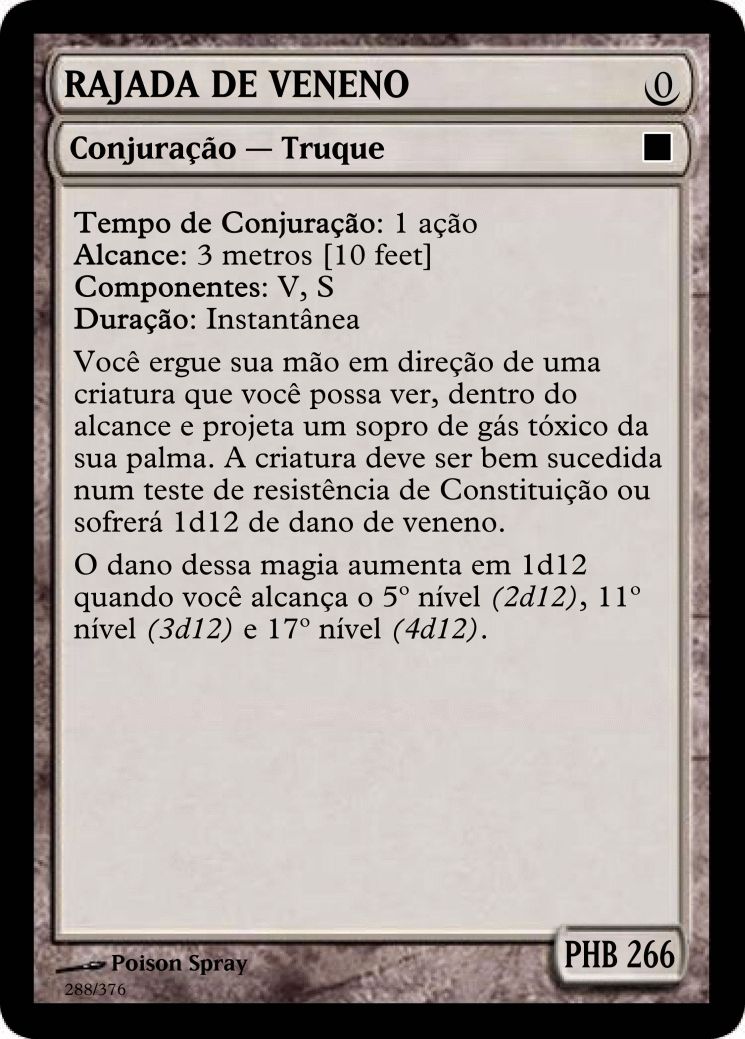 RAJADA DE VENENO
0
Conjuração — Truque
Tempo de Conjuração: 1 ação
Alcance: 3 metros [10 feet]
Componentes: V, S
Duração: Instantânea
Você ergue sua mão em direção de uma
criatura que você possa ver, dentro do
alcance e projeta um sopro de gás tóxico da
sua palma. A criatura deve ser bem sucedida
num teste de resistência de Constituição ou
sofrerá 1d12 de dano de veneno.
O dano dessa magia aumenta em 1d12
quando você alcança o 5º nível (2d12), 11º
nível (3d12) e 17º nível (4d12).
PHB 266
Poison Spray
288/376